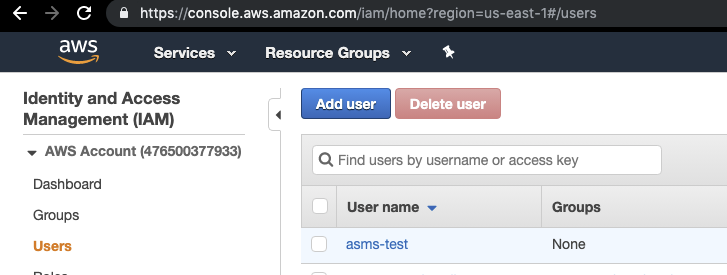 https://console.aws.amazon.com/iam/home?region=us-east-1#/users
aws Services Resource Groups
Identity and Access
Management (IAM)
AWS Account (476500377933)
Dashboard
Groups
Users
Add user Delete user
Find users by username or access key
User name Groups
asms-test None